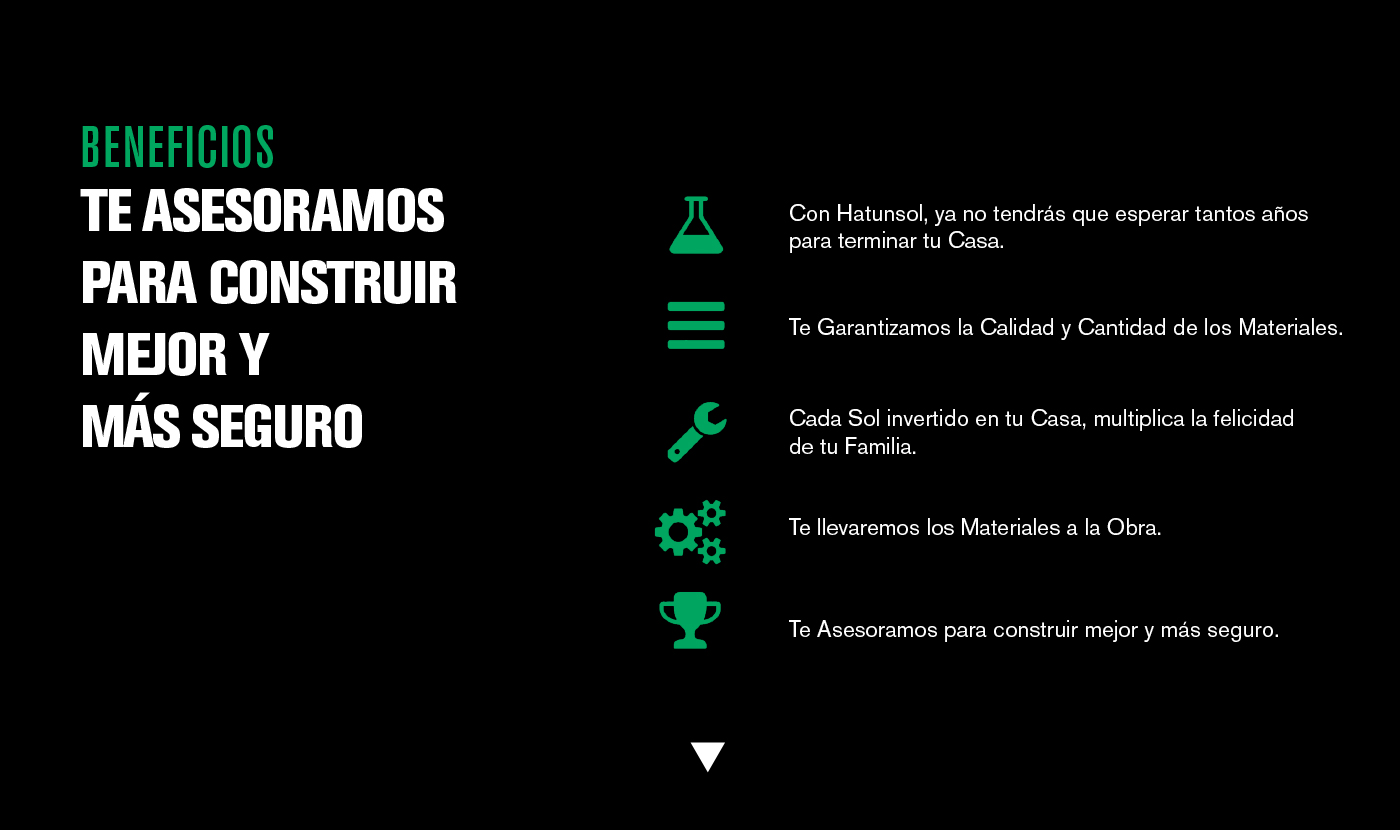 BENEFICIOS
TE ASESORAMOS
PARA CONSTRUIR
MEJOR Y
MÁS SEGURO
Con Hatunsol, ya no tendrás que esperar tantos años
para terminar tu Casa.
Te Garantizamos la Calidad y Cantidad de los Materiales.
Cada Sol invertido en tu Casa, multiplica la felicidad
de tu Familia.
Te llevaremos los Materiales a la Obra.
Te Asesoramos para construir mejor y más seguro.